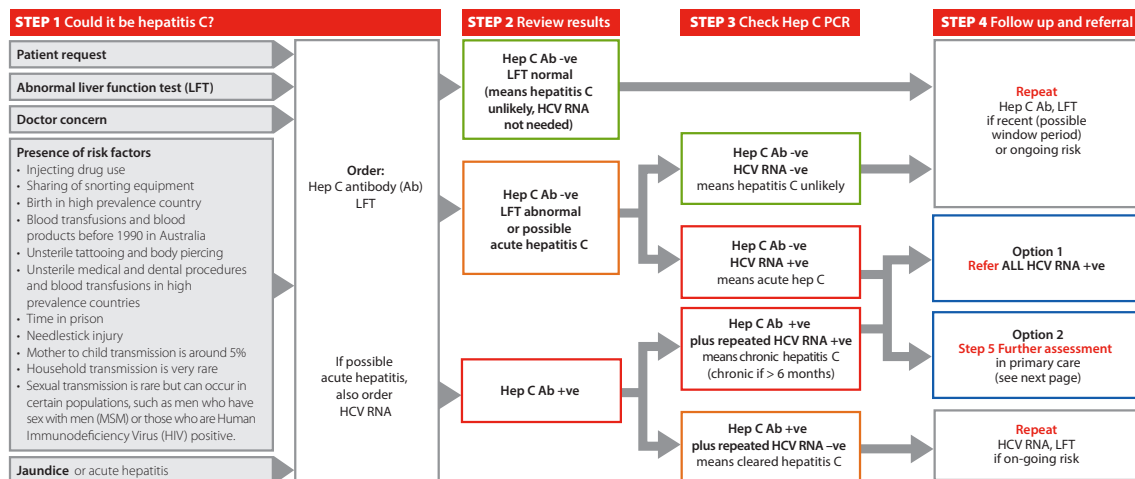 STEP 1 Could it be hepatitis C?
Patient request
Abnormal liver function test (LFT)
Doctor concern
Presence of risk factors
• Injecting drug use
• Sharing of snorting equipment
• Birth in high prevalence country
• Blood transfusions and blood
products before 1990 in Australia
• Unsterile tattooing and body piercing
• Unsterile medical and dental procedures
and blood transfusions in high
prevalence countries
• Time in prison
• Needlestick injury
• Mother to child transmission is around 5%
• Household transmission is very rare
• Sexual transmission is rare but can occur in
certain populations, such as men who have
sex with men (MSM) or those who are Human
Immunodeficiency Virus (HIV) positive.
Jaundice or acute hepatitis
Order:
Hep C antibody (Ab)
LFT
If possible
acute hepatitis,
also order
HCV RNA
STEP 2 Review results
Hep C Ab -ve
LFT normal
(means hepatitis C
unlikely, HCV RNA
not needed)
Hep C Ab -ve
LFT abnormal
or possible
acute hepatitis C
Hep C Ab +ve
STEP 3 Check Hep C PCR
Hep C Ab -ve
HCV RNA -ve
means hepatitis C unlikely
Hep C Ab -ve
HCV RNA +ve
means acute hep C
Hep C Ab +ve
plus repeated HCV RNA +ve
means chronic hepatitis C
(chronic if > 6 months)
Hep C Ab +ve
plus repeated HCV RNA –ve
means cleared hepatitis C
STEP 4 Follow up and referral
Repeat
Hep C Ab, LFT
if recent (possible
window period)
or ongoing risk
Option 1
Refer ALL HCV RNA +ve
Option 2
Step 5 Further assessment
in primary care
(see next page)
Repeat
HCV RNA, LFT
if on-going risk